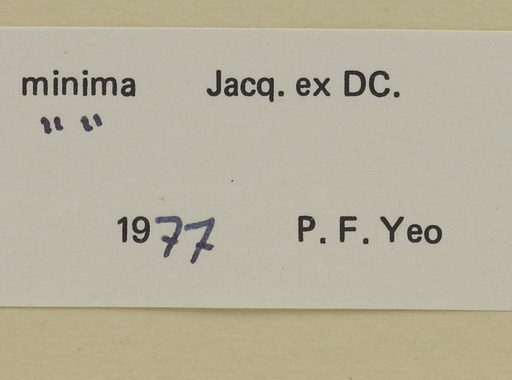 minima Jacq. ex DC.
" "
1977 P. F. Yeo